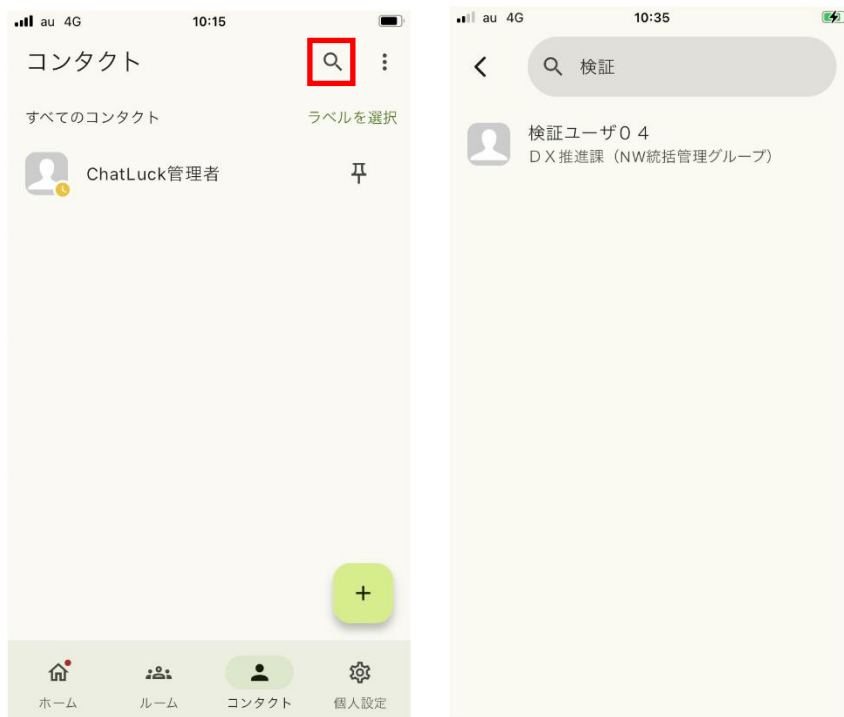 au 4G
10:15
コンタクト
すべてのコンタクト
ラベルを選択
ChatLuck管理者
+
ホーム
ルーム
コンタクト
個人設定
au 4G
10:35
検証
検証ユーザ０４
ＤＸ推進課（NW統括管理グループ）